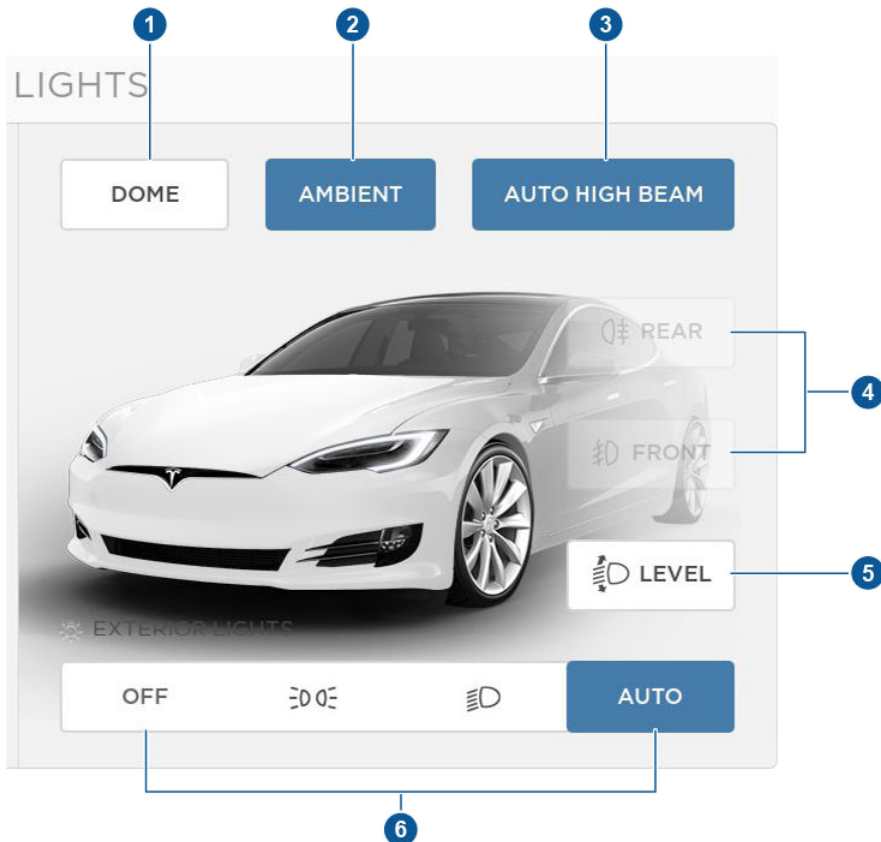 1 2 3
LIGHTS
DOME AMBIENT AUTO HIGH BEAM
REAR
4
FRONT
LEVEL 5
EXTERIOR LIGHTS
OFF AUTO
6